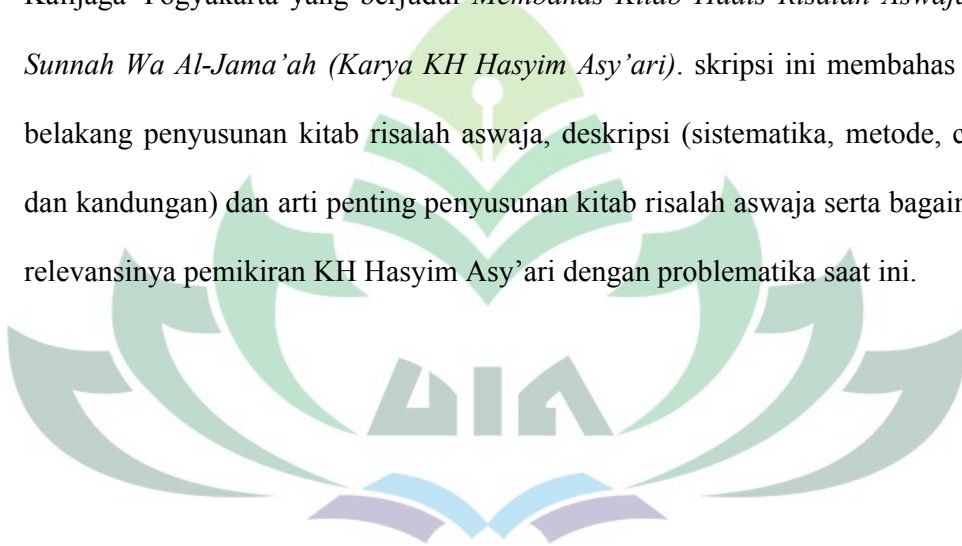 Kalijaga Yogyakarta yang berjudul Membahas Kitab Hadis Risalah
Sunnah Wa Al-Jama’ah (Karya KH Hasyim Asy’ari). skripsi ini membahas
belakang penyusunan kitab risalah aswaja, deskripsi (sistematika, metode,
dan kandungan) dan arti penting penyusunan kitab risalah aswaja serta
relevansinya pemikiran KH Hasyim Asy’ari dengan problematika saat ini.
UIN